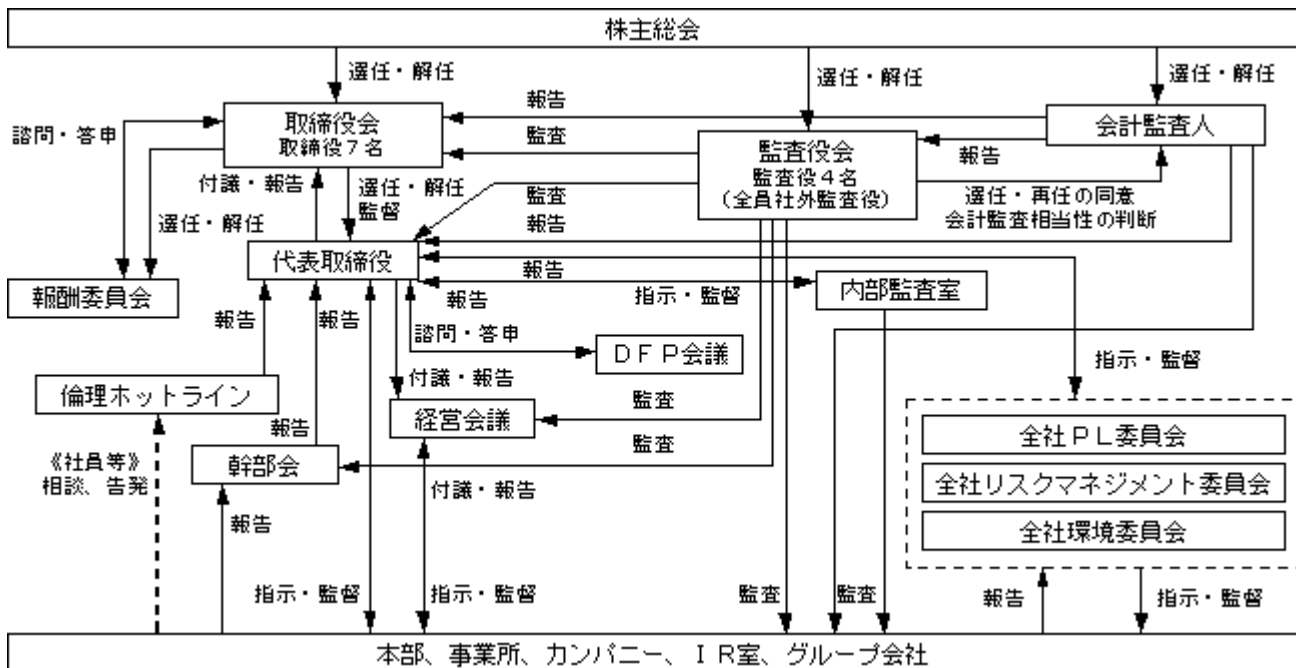 株主総会
選任・解任
選任・解任
選任・解任
報告
諮問・答申
取締役会
取締役7名
監査
監査役会
監査役4名
(全員社外監査役)
会計監査人
報告
付議・報告
選任・解任
監督
監査
選任・再任の同意
会計監査相当性の判断
選任・解任
報告
代表取締役
報告
報酬委員会
報告
報告
報告
指示・監督
内部監査室
諮問・答申
DFP会議
指示・監督
倫理ホットライン
付議・報告
経営会議
監査
報告
監査
全社PL委員会
《社員等》
相談、告発
幹部会
付議・報告
全社リスクマネジメント委員会
報告
全社環境委員会
指示・監督
指示・監督
監査
監査
報告
指示・監督
本部、事業所、カンパニー、IR室、グループ会社